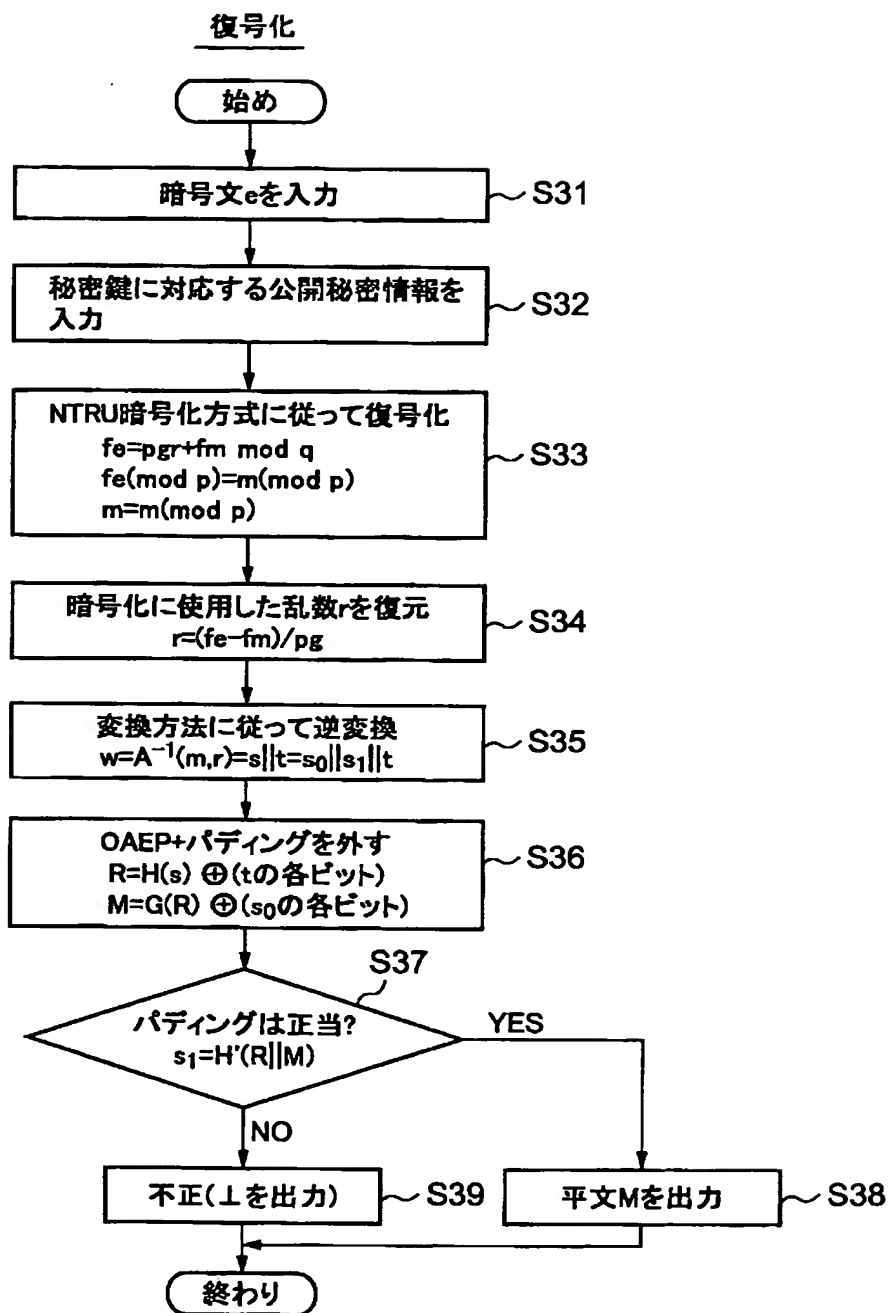 復号化
始め
暗号文eを入力
S31
秘密鍵に対応する公開秘密情報を
入力
S32
NTRU暗号化方式に従って復号化
fe=pgr+fm mod q
fe(mod p)=m(mod p)
m=m(mod p)
S33
暗号化に使用した乱数rを復元
r=(fe-fm)/pg
S34
変換方法に従って逆変換
w=A⁻¹(m,r)=s||t=s₀||s₁||t
S35
OAEP+パディングを外す
R=H(s) ⊕(tの各ビット)
M=G(R) ⊕(s₀の各ビット)
S36
S37
パディングは正当?
s₁=H'(R||M)
YES
NO
不正(⊥を出力)
S39
平文Mを出力
S38
終わり